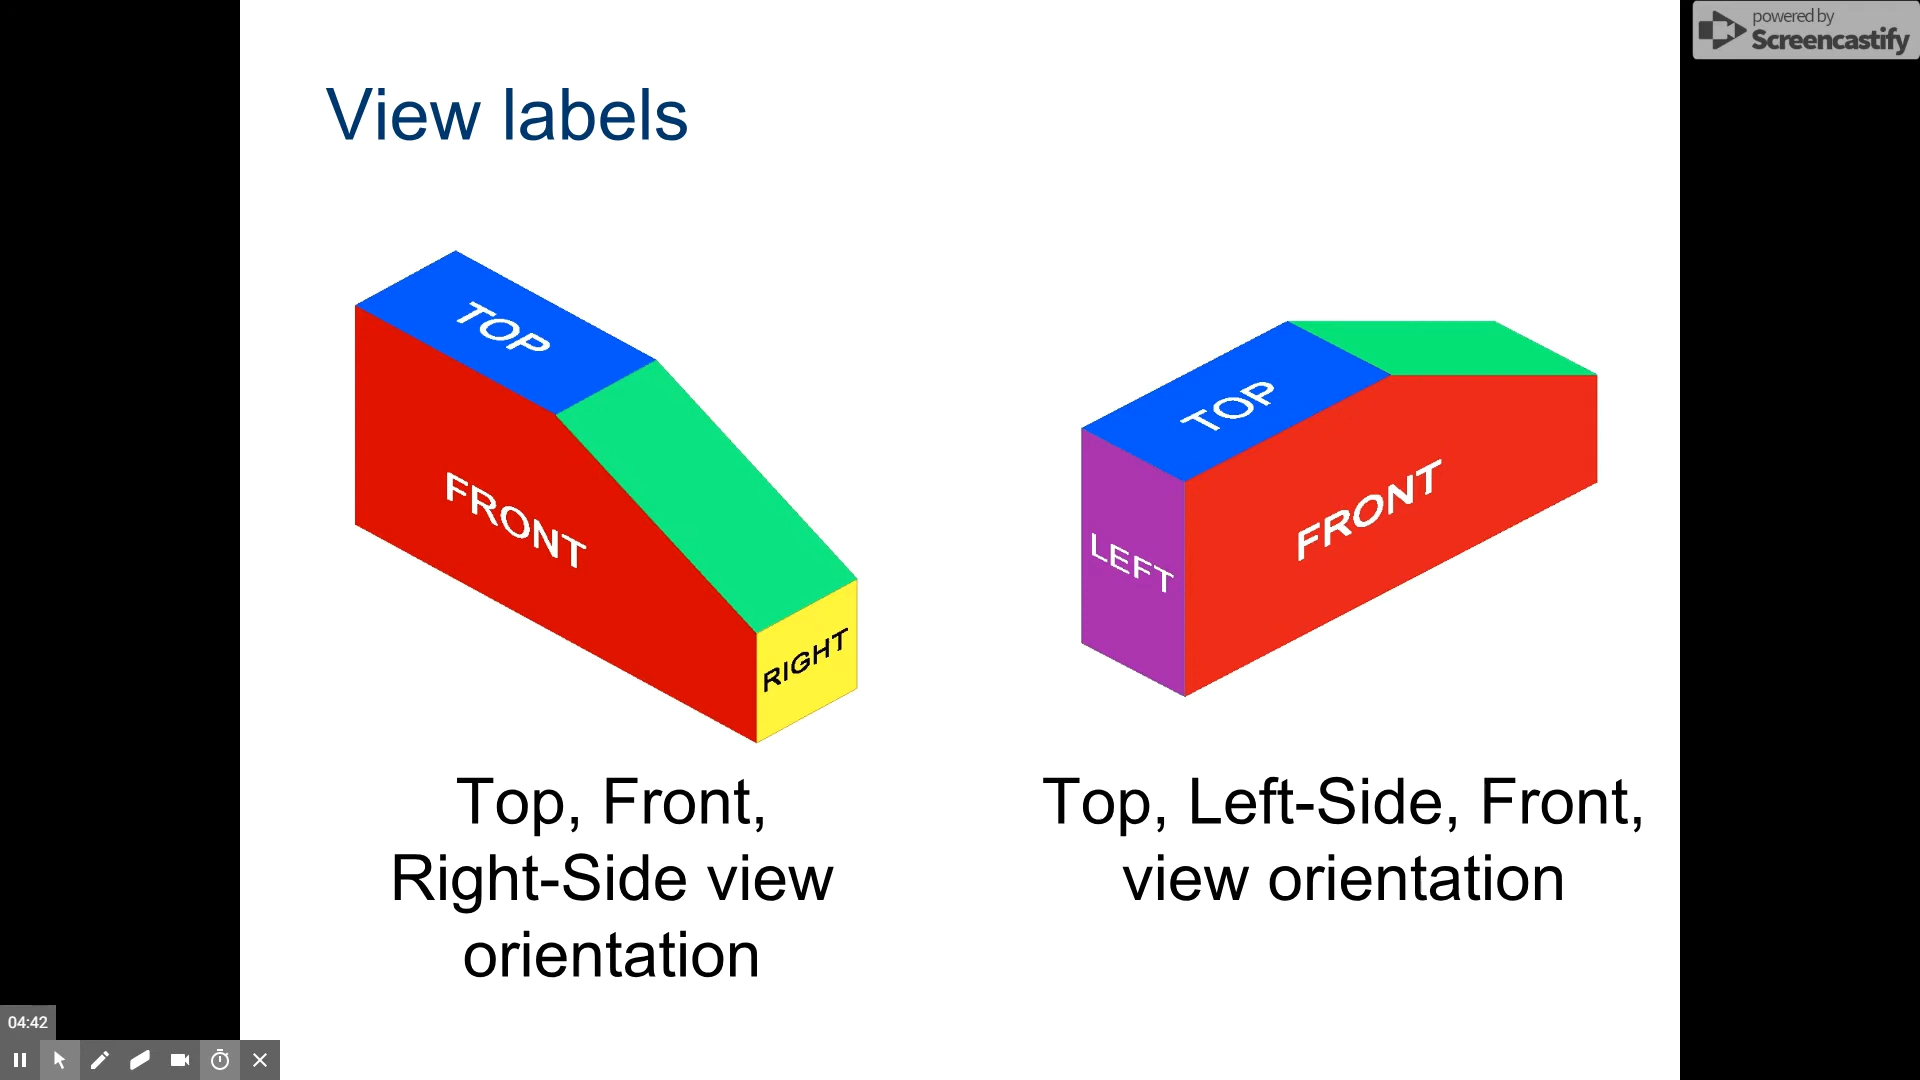 powered by
Screencastify
View labels
TOP
FRONT
RIGHT
TOP
LEFT
FRONT
Top, Front,
Right-Side view
orientation
Top, Left-Side, Front,
view orientation
04:42